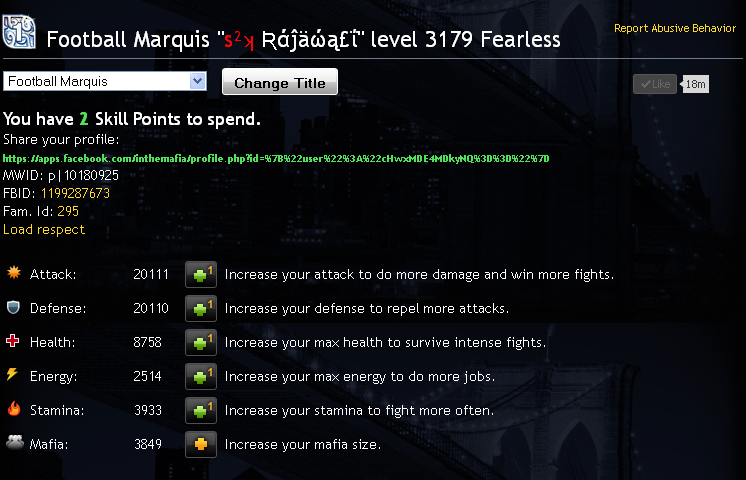 Report Abusive Behavior
Football Marquis "s²ʞ Ʀάĵäώą£ΐ" level 3179 Fearless
Football Marquis Change Title Like 18m
You have 2 Skill Points to spend.
Share your profile:
https://apps.facebook.com/inthemafia/profile.php?id=%7B%22user%22%3A%22cHwxMDE4MDkyNQ%3D%3D%22%7D
MWID: p|10180925
FBID: 1199287673
Fam. Id: 295
Load respect
Attack: 20111 1 Increase your attack to do more damage and win more fights.
Defense: 20110 1 Increase your defense to repel more attacks.
Health: 8758 1 Increase your max health to survive intense fights.
Energy: 2514 1 Increase your max energy to do more jobs.
Stamina: 3933 1 Increase your stamina to fight more often.
Mafia: 3849 Increase your mafia size.